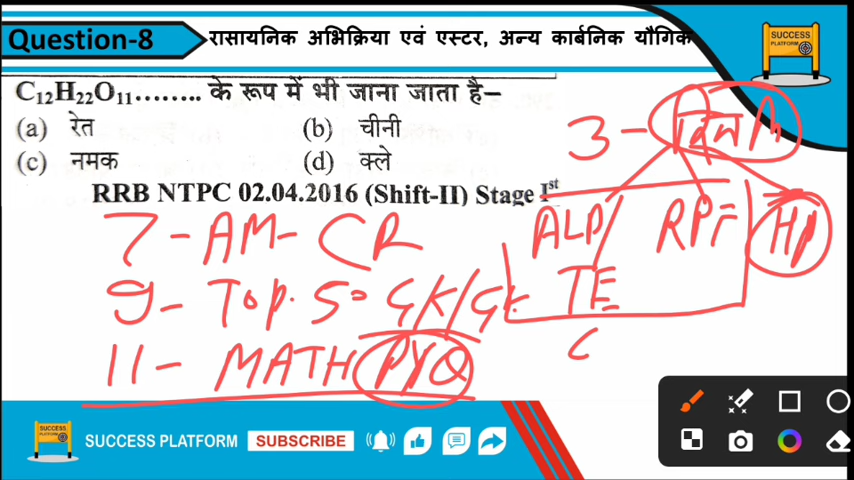 Question-8
रासायनिक अभिक्रिया एवं एस्टर, अन्य कार्बनिक यौगिक
SUCCESS
PLATFORM
C₁₂H₂₂O₁₁........ के रूप में भी जाना जाता है–
(a) रेत (b) चीनी
(c) नमक (d) क्ले
RRB NTPC 02.04.2016 (Shift-II) Stage Iˢᵗ
3 -
7 - AM - CR
ALP/ RPF HP
TE
9 - Top. 50 GK/GK
11 - MATH PYQ
C
SUCCESS PLATFORM
SUBSCRIBE